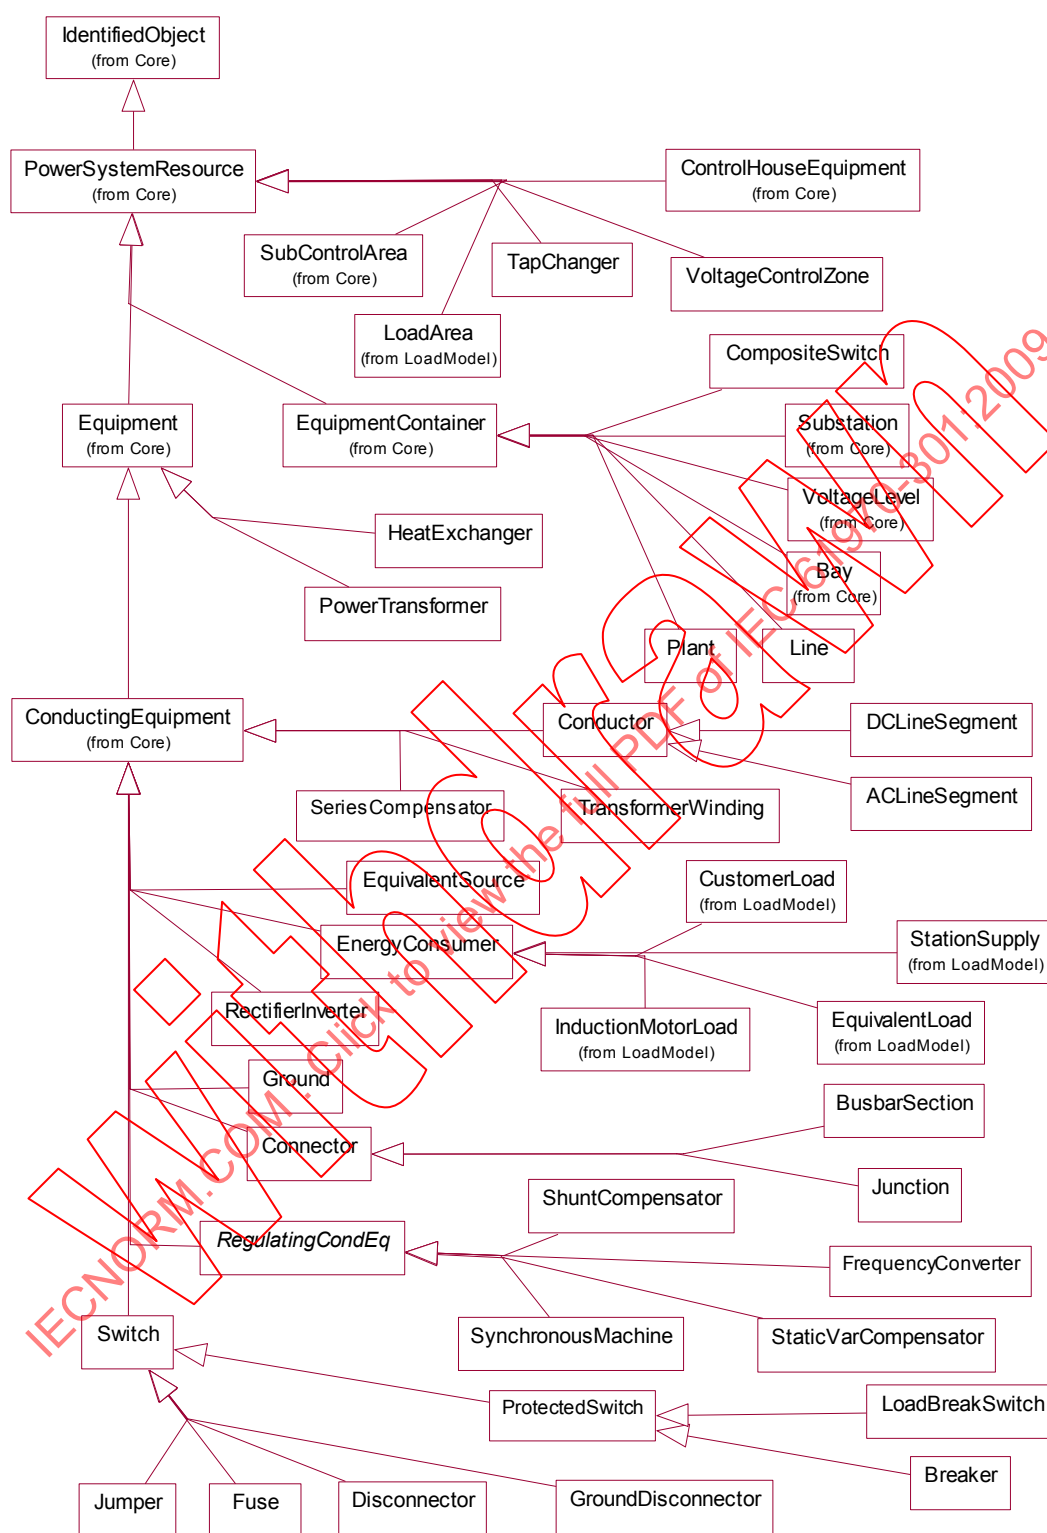 IdentifiedObject
(from Core)
PowerSystemResource
(from Core)
ControlHouseEquipment
(from Core)
SubControlArea
(from Core)
TapChanger
VoltageControlZone
LoadArea
(from LoadModel)
CompositeSwitch
Equipment
(from Core)
EquipmentContainer
(from Core)
Substation
(from Core)
VoltageLevel
(from Core)
HeatExchanger
Bay
(from Core)
PowerTransformer
Plant
Line
ConductingEquipment
(from Core)
Conductor
DCLineSegment
SeriesCompensator
TransformerWinding
ACLineSegment
EquivalentSource
CustomerLoad
(from LoadModel)
EnergyConsumer
StationSupply
(from LoadModel)
RectifierInverter
InductionMotorLoad
(from LoadModel)
EquivalentLoad
(from LoadModel)
Ground
BusbarSection
Connector
Junction
ShuntCompensator
RegulatingCondEq
FrequencyConverter
SynchronousMachine
StaticVarCompensator
Switch
ProtectedSwitch
LoadBreakSwitch
Breaker
Jumper
Fuse
Disconnector
GroundDisconnector
IECNORM.COM : Click to view the full PDF of IEC 61970-301:2009
Withdrawn